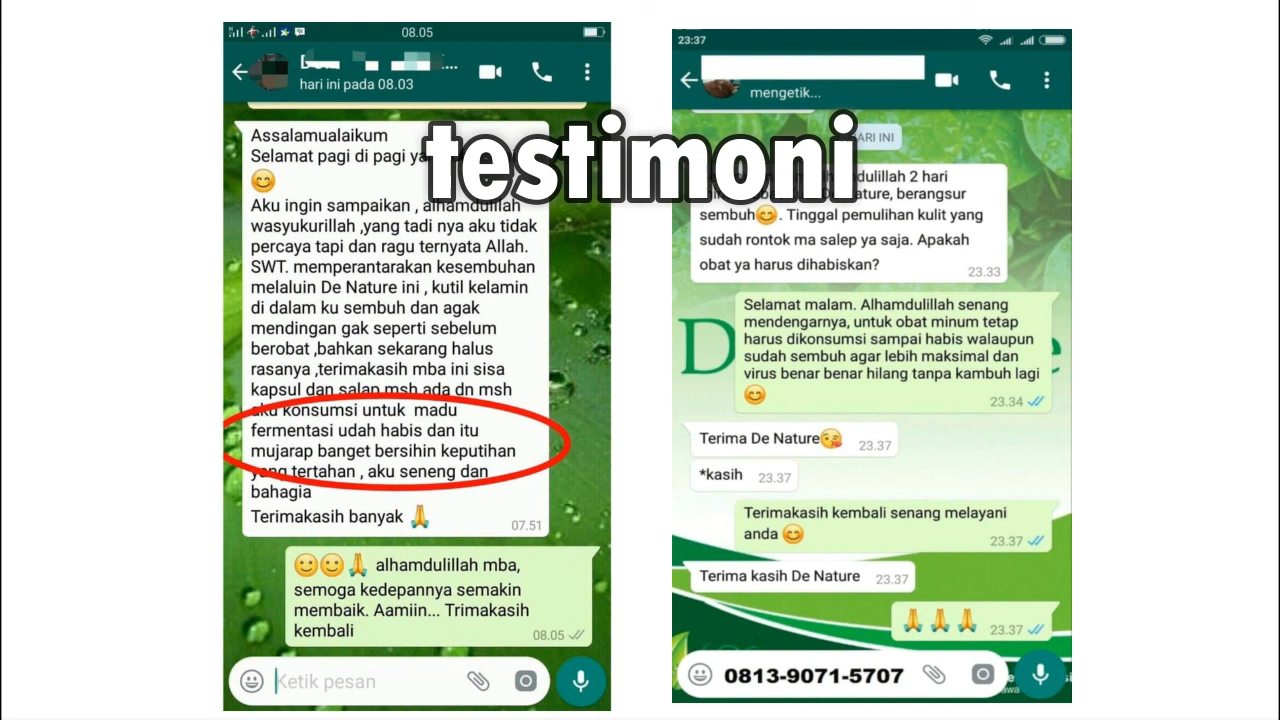 testimoni
08.05
hari ini pada 08.03
Assalamualaikum
Selamat pagi di pagi
Aku ingin sampaikan , alhamdulillah
wasyukurillah ,yang tadi nya aku tidak
percaya tapi dan ragu ternyata Allah.
SWT. memperantarakan kesembuhan
melaluin De Nature ini , kutil kelamin
di dalam ku sembuh dan agak
mendingan gak seperti sebelum
berobat ,bahkan sekarang halus
rasanya ,terimakasih mba ini sisa
kapsul dan salap msh ada dn msh
aku konsumsi untuk madu
fermentasi udah habis dan itu
mujarap banget bersihin keputihan
yang tertahan , aku seneng dan
bahagia
Terimakasih banyak 🙏
07.51
🙂🙂🙏 alhamdulillah mba,
semoga kedepannya semakin
membaik. Aamiin... Trimakasih
kembali
08.05
Ketik pesan
23:37
mengetik...
ARI INI
2 hari
Nature, berangsur
sembuh😊. Tinggal pemulihan kulit yang
sudah rontok ma salep ya saja. Apakah
obat ya harus dihabiskan?
23.33
Selamat malam. Alhamdulillah senang
mendengarnya, untuk obat minum tetap
harus dikonsumsi sampai habis walaupun
sudah sembuh agar lebih maksimal dan
virus benar benar hilang tanpa kambuh lagi
😊
23.34
Terima De Nature😘
23.37
*kasih
23.37
Terimakasih kembali senang melayani
anda 😊
23.37
Terima kasih De Nature
23.37
🙏🙏🙏
23.37
0813-9071-5707